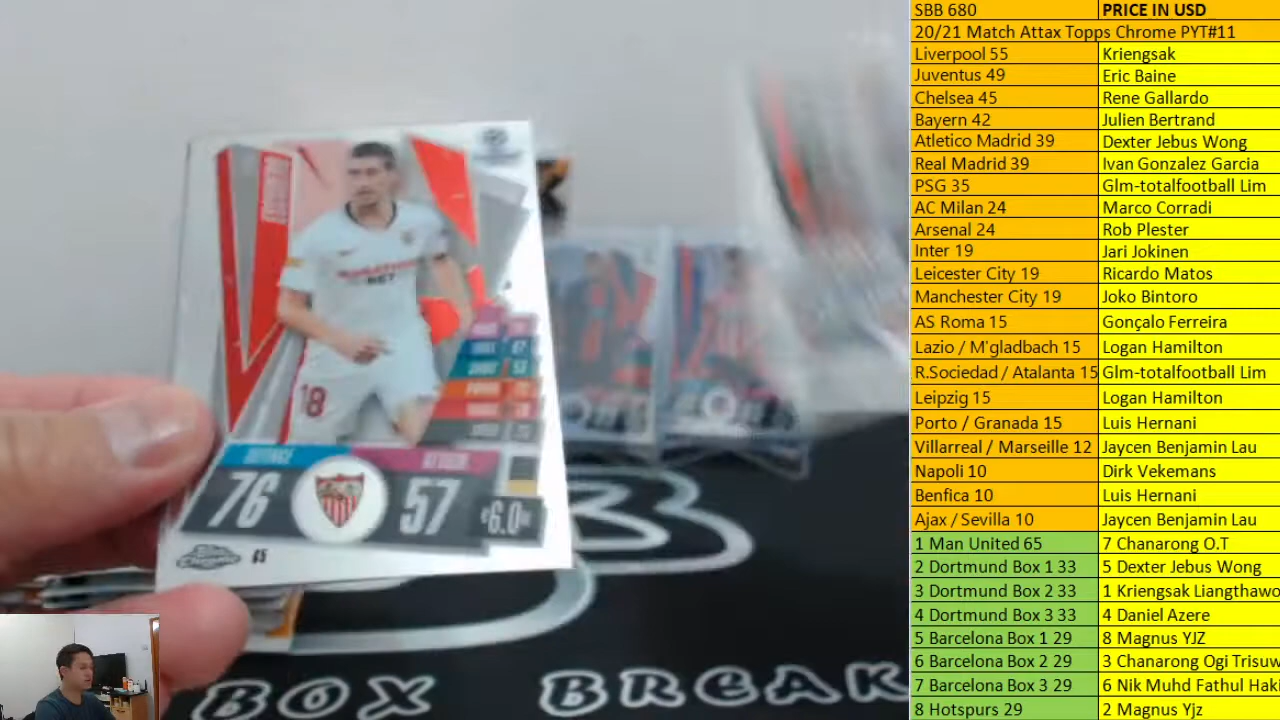 SBB 680 PRICE IN USD
20/21 Match Attax Topps Chrome PYT#11
Liverpool 55 Kriengsak
Juventus 49 Eric Baine
Chelsea 45 Rene Gallardo
Bayern 42 Julien Bertrand
Atletico Madrid 39 Dexter Jebus Wong
Real Madrid 39 Ivan Gonzalez Garcia
PSG 35 Glm-totalfootball Lim
AC Milan 24 Marco Corradi
Arsenal 24 Rob Plester
Inter 19 Jari Jokinen
Leicester City 19 Ricardo Matos
Manchester City 19 Joko Bintoro
AS Roma 15 Gonçalo Ferreira
Lazio / M'gladbach 15 Logan Hamilton
R.Sociedad / Atalanta 15 Glm-totalfootball Lim
Leipzig 15 Logan Hamilton
Porto / Granada 15 Luis Hernani
Villarreal / Marseille 12 Jaycen Benjamin Lau
Napoli 10 Dirk Vekemans
Benfica 10 Luis Hernani
Ajax / Sevilla 10 Jaycen Benjamin Lau
1 Man United 65 7 Chanarong O.T
2 Dortmund Box 1 33 5 Dexter Jebus Wong
3 Dortmund Box 2 33 1 Kriengsak Liangthawo
4 Dortmund Box 3 33 4 Daniel Azere
5 Barcelona Box 1 29 8 Magnus YJZ
6 Barcelona Box 2 29 3 Chanarong Ogi Trisuw
7 Barcelona Box 3 29 6 Nik Muhd Fathul Haki
8 Hotspurs 29 2 Magnus Yjz
18
DEFENCE ATTACK
76 57
6.0
65
BOX BREAK